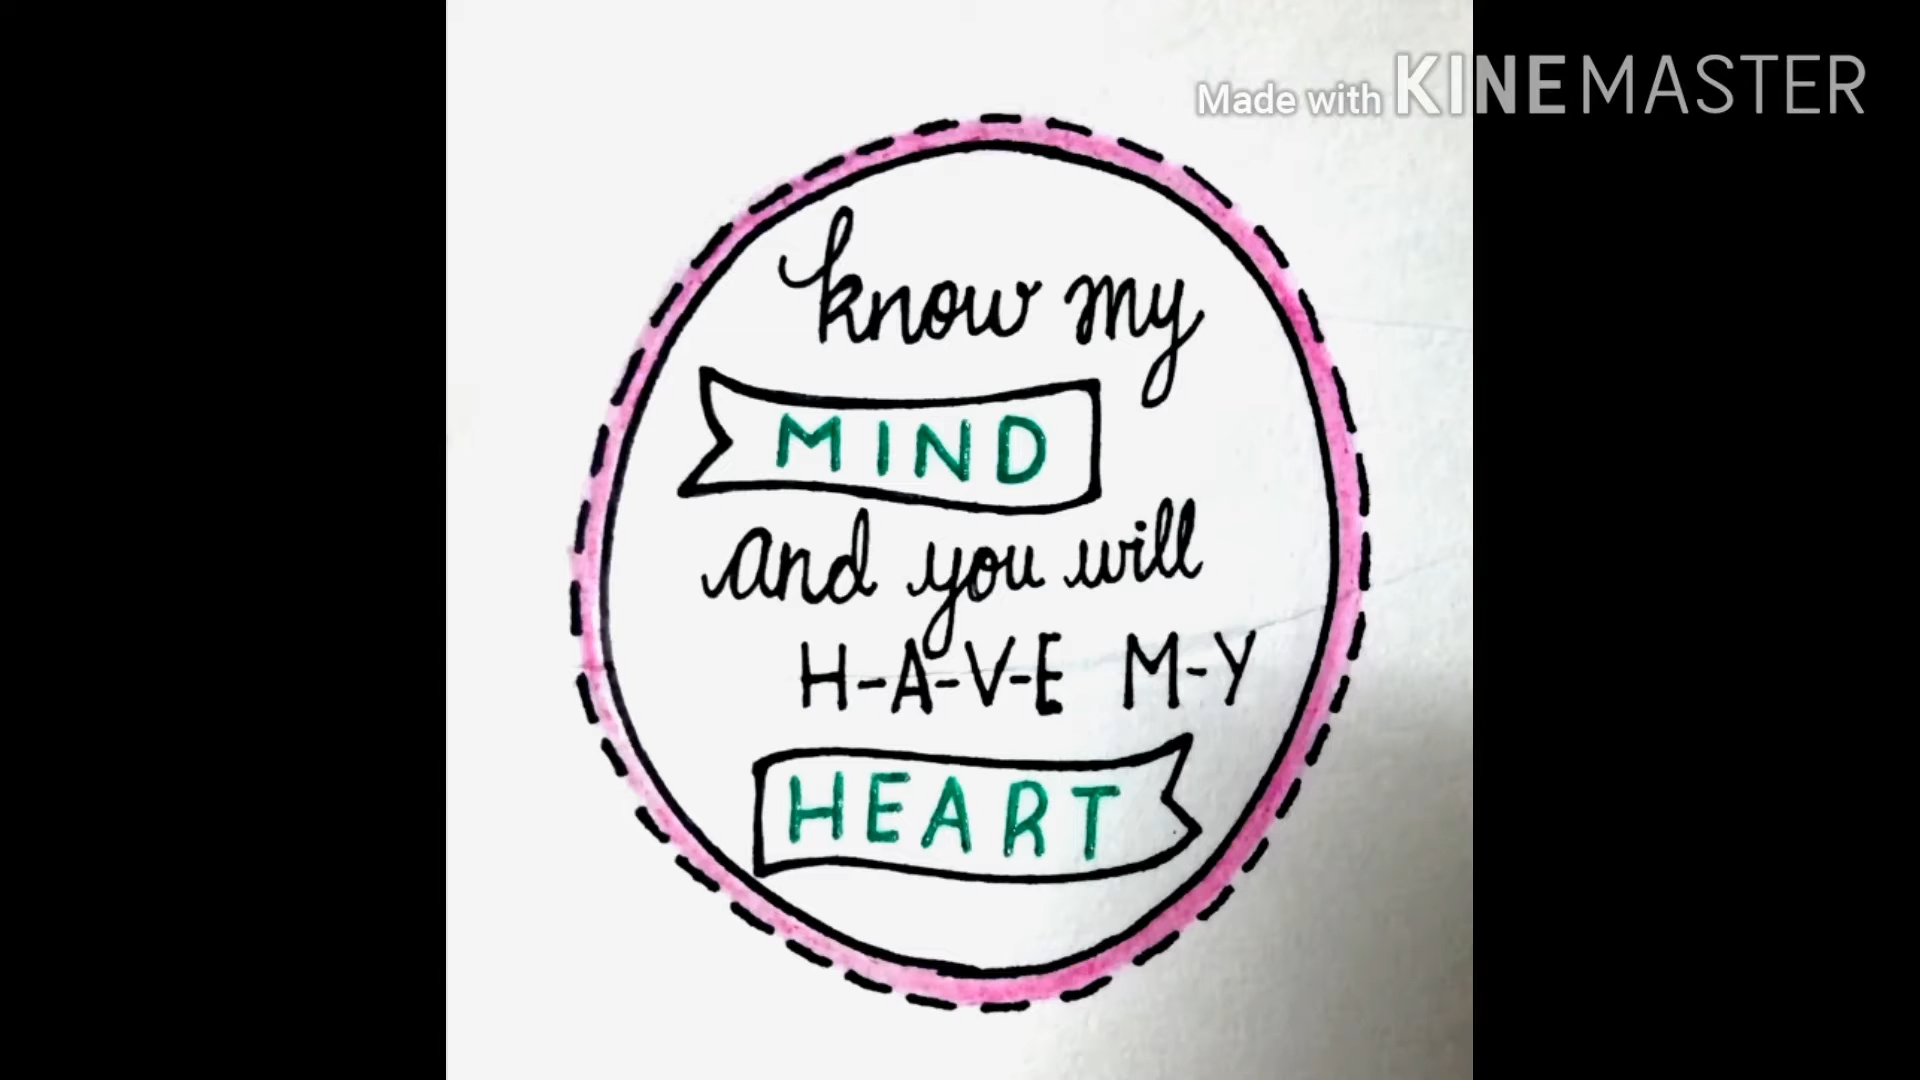 Made with KINEMASTER
know my
MIND
and you will
H-A-V-E M-Y
HEART